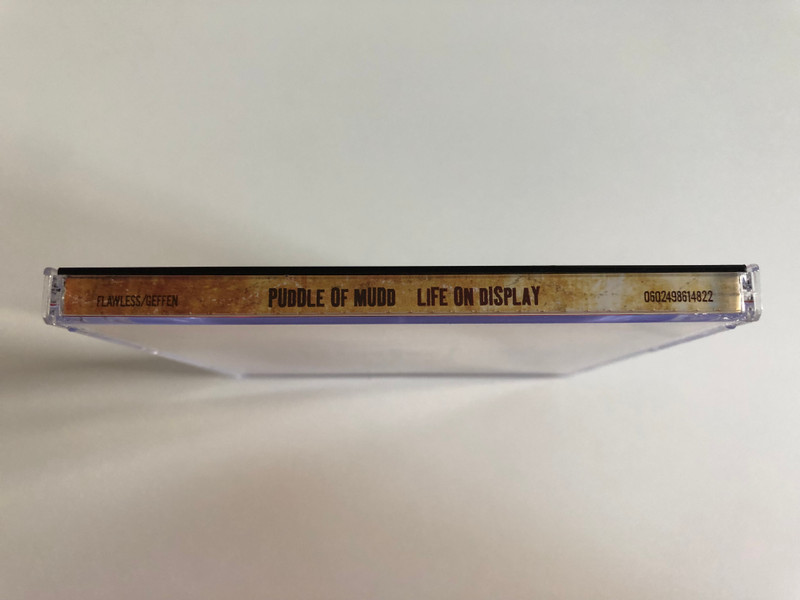 FLAWLESS/GEFFEN PUDDLE OF MUDD LIFE ON DISPLAY 0602498614822